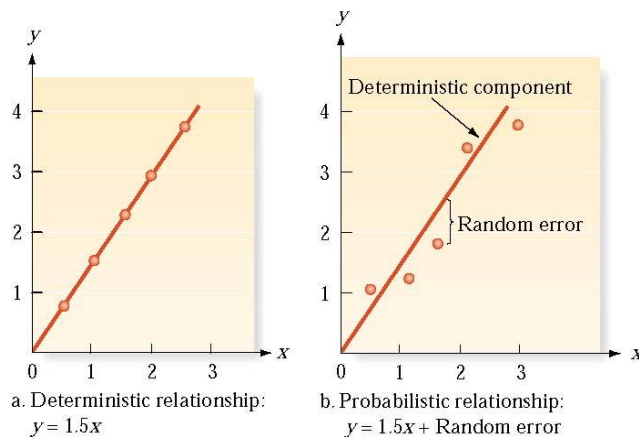 y
4
3
2
1
0
1
2
3
x
a. Deterministic relationship:
y = 1.5x
y
Deterministic component
4
3
Random error
2
1
0
1
2
3
x
b. Probabilistic relationship:
y = 1.5x + Random error